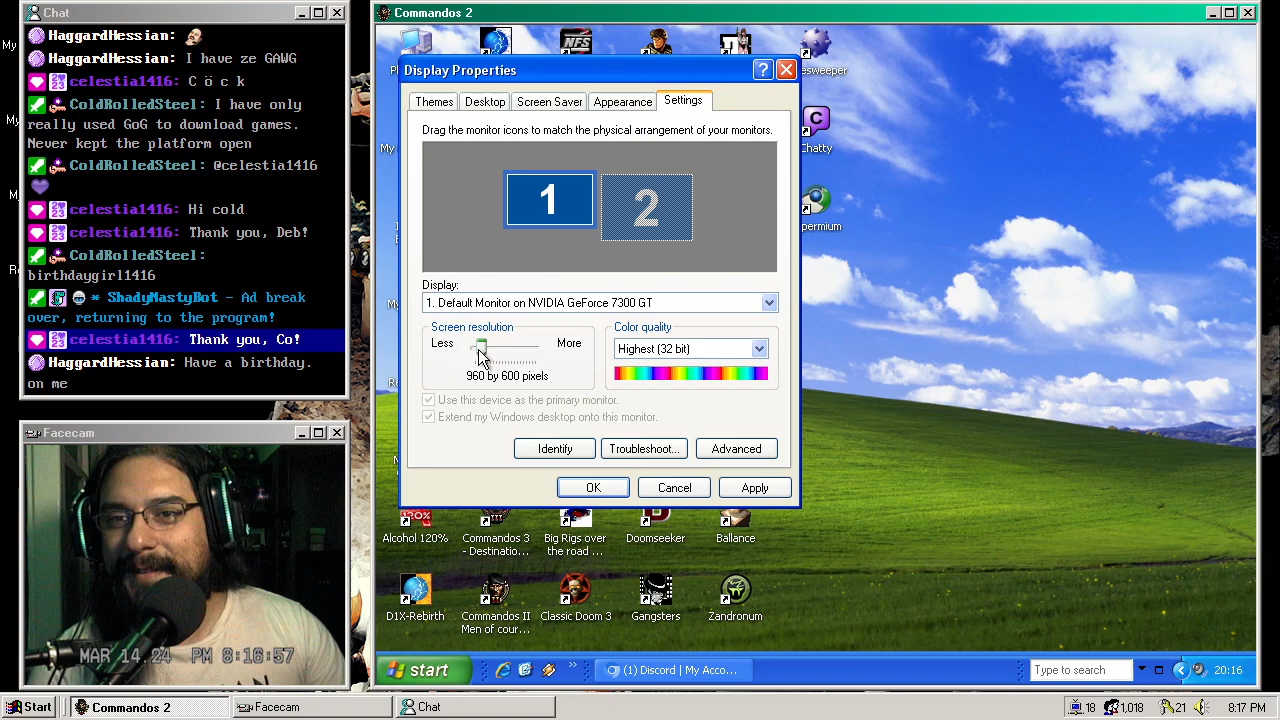 Chat
HaggardHessian:
HaggardHessian: I have ze GAWG
celestia1416: C ö c k
ColdRolledSteel: I have only
really used GoG to download games.
Never kept the platform open
ColdRolledSteel: @celestia1416
celestia1416: Hi cold
celestia1416: Thank you, Deb!
ColdRolledSteel:
birthdaygirl1416
* ShadyNastyBot - Ad break
over, returning to the program!
celestia1416: Thank you, Co!
HaggardHessian: Have a birthday.
on me
Facecam
MAR 14.24 PM 8:16:57
Commandos 2
NFS
esweeper
Chatty
permium
Display Properties
Themes
Desktop
Screen Saver
Appearance
Settings
Drag the monitor icons to match the physical arrangement of your monitors.
1
2
Display:
1. Default Monitor on NVIDIA GeForce 7300 GT
Screen resolution
Less
More
960 by 600 pixels
Color quality
Highest (32 bit)
Use this device as the primary monitor.
Extend my Windows desktop onto this monitor.
Identify
Troubleshoot...
Advanced
OK
Cancel
Apply
120%
Alcohol 120%
Commandos 3
- Destinatio...
Big Rigs over
the road ...
Doomseeker
Ballance
D1X-Rebirth
Commandos II
Men of cour...
Classic Doom 3
Gangsters
Zandronum
start
(1) Discord | My Acco...
Type to search
20:16
Start
Commandos 2
Facecam
Chat
18
1,018
21
8:17 PM